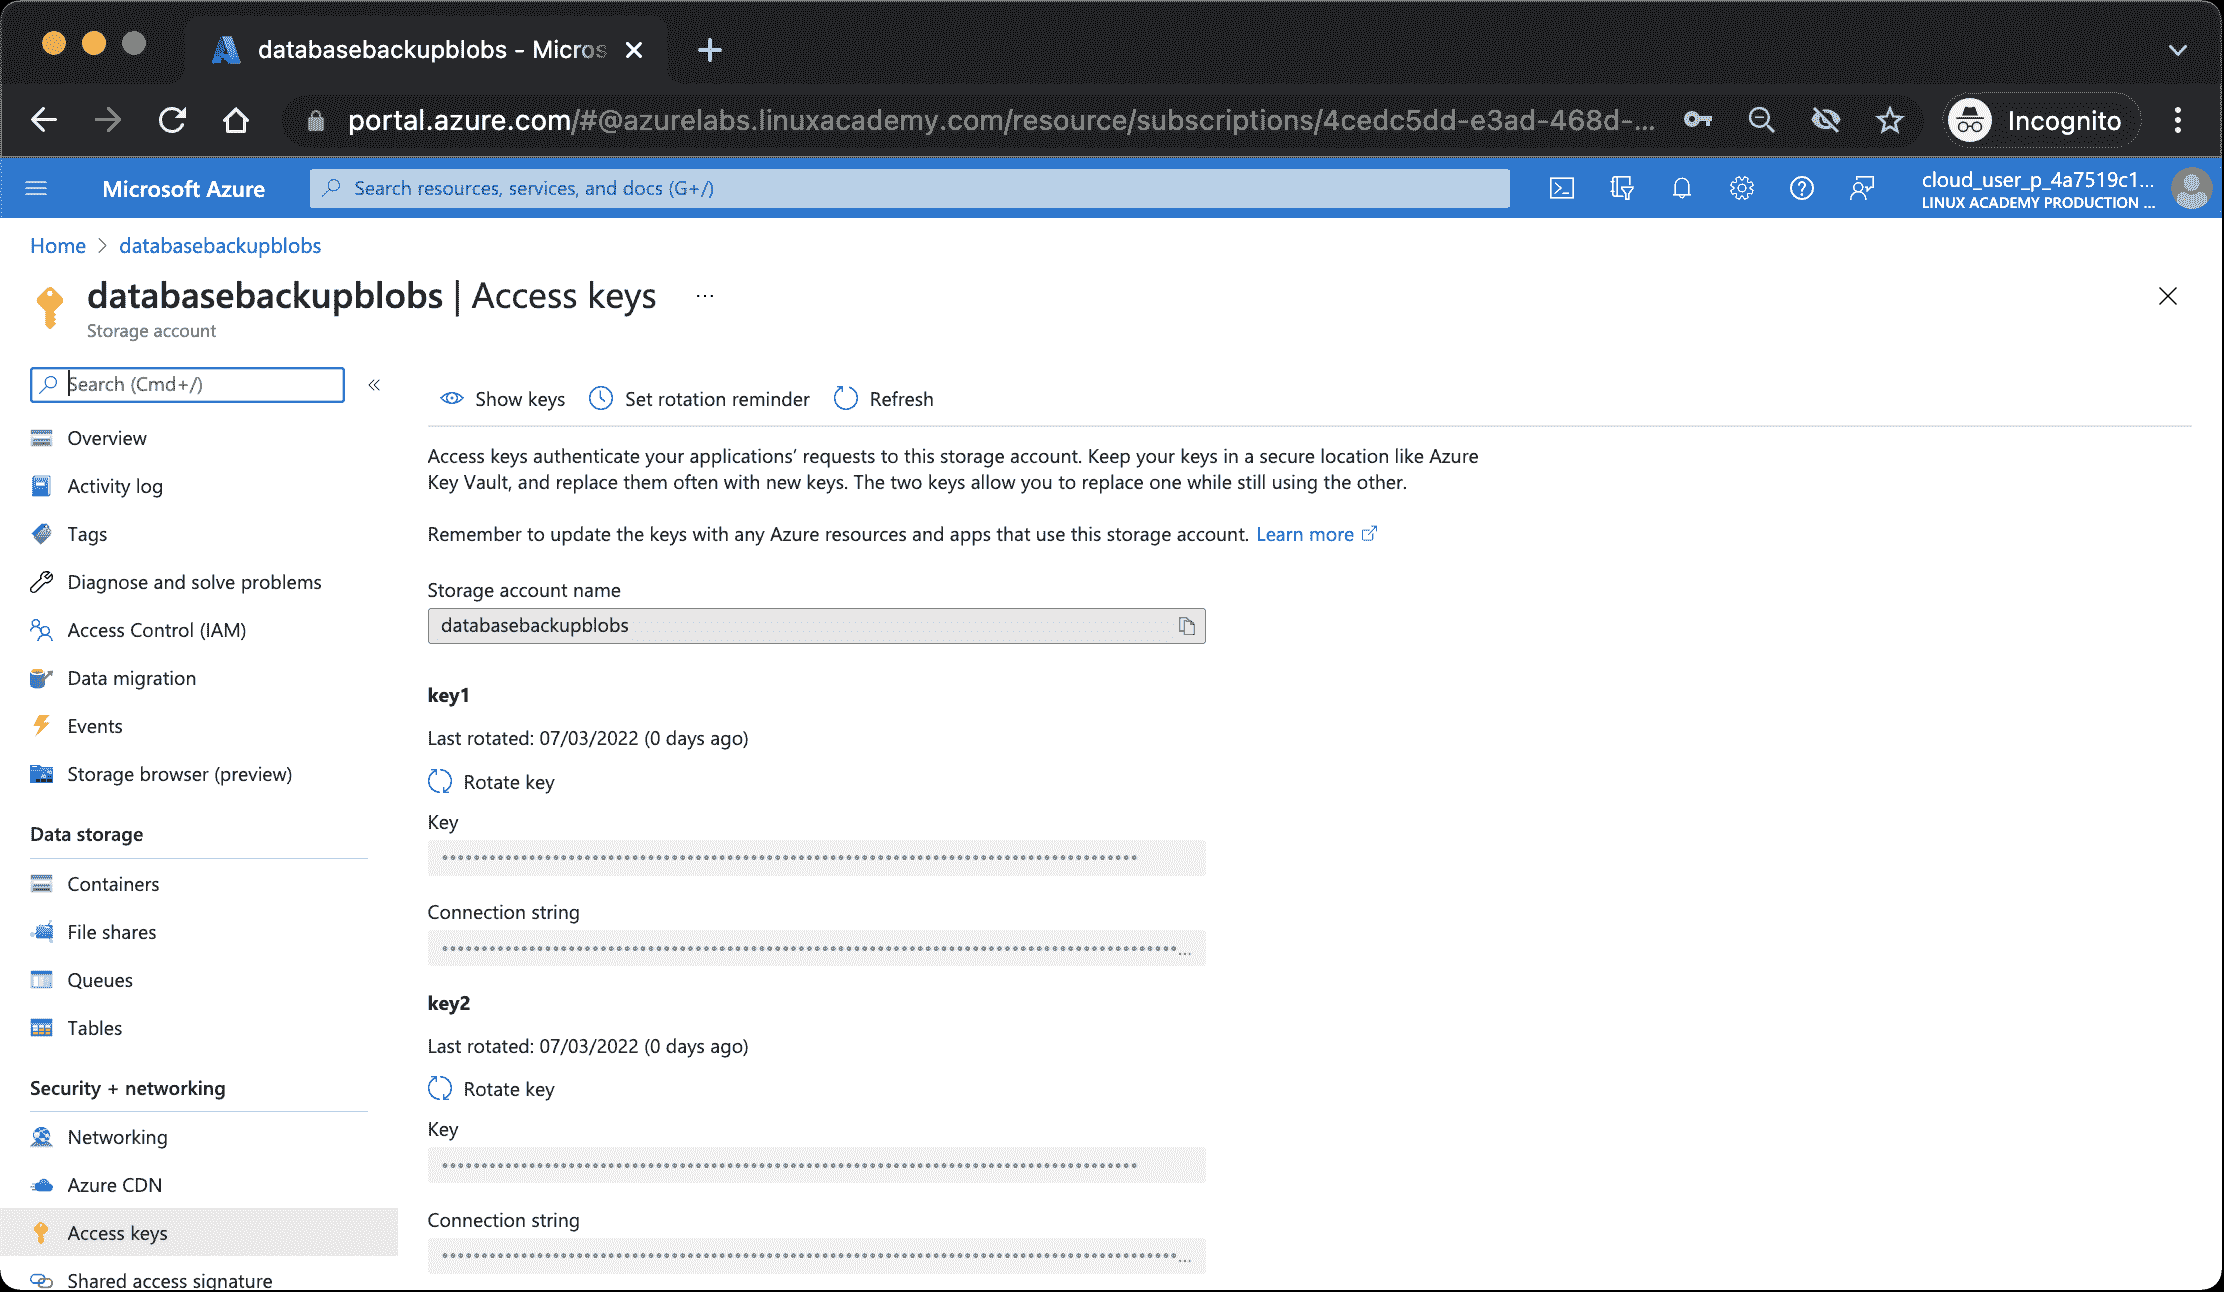 databasebackupblobs - Micros
portal.azure.com/#@azurelabs.linuxacademy.com/resource/subscriptions/4cedc5dd-e3ad-468d-...
Incognito
Microsoft Azure
Search resources, services, and docs (G+/)
cloud_user_p_4a7519c1...
LINUX ACADEMY PRODUCTION ...
Home > databasebackupblobs
databasebackupblobs | Access keys ...
Storage account
Search (Cmd+/)
«
Overview
Activity log
Tags
Diagnose and solve problems
Access Control (IAM)
Data migration
Events
Storage browser (preview)
Data storage
Containers
File shares
Queues
Tables
Security + networking
Networking
Azure CDN
Access keys
Shared access signature
Show keys Set rotation reminder Refresh
Access keys authenticate your applications’ requests to this storage account. Keep your keys in a secure location like Azure
Key Vault, and replace them often with new keys. The two keys allow you to replace one while still using the other.
Remember to update the keys with any Azure resources and apps that use this storage account. Learn more
Storage account name
databasebackupblobs
key1
Last rotated: 07/03/2022 (0 days ago)
Rotate key
Key
Connection string
key2
Last rotated: 07/03/2022 (0 days ago)
Rotate key
Key
Connection string